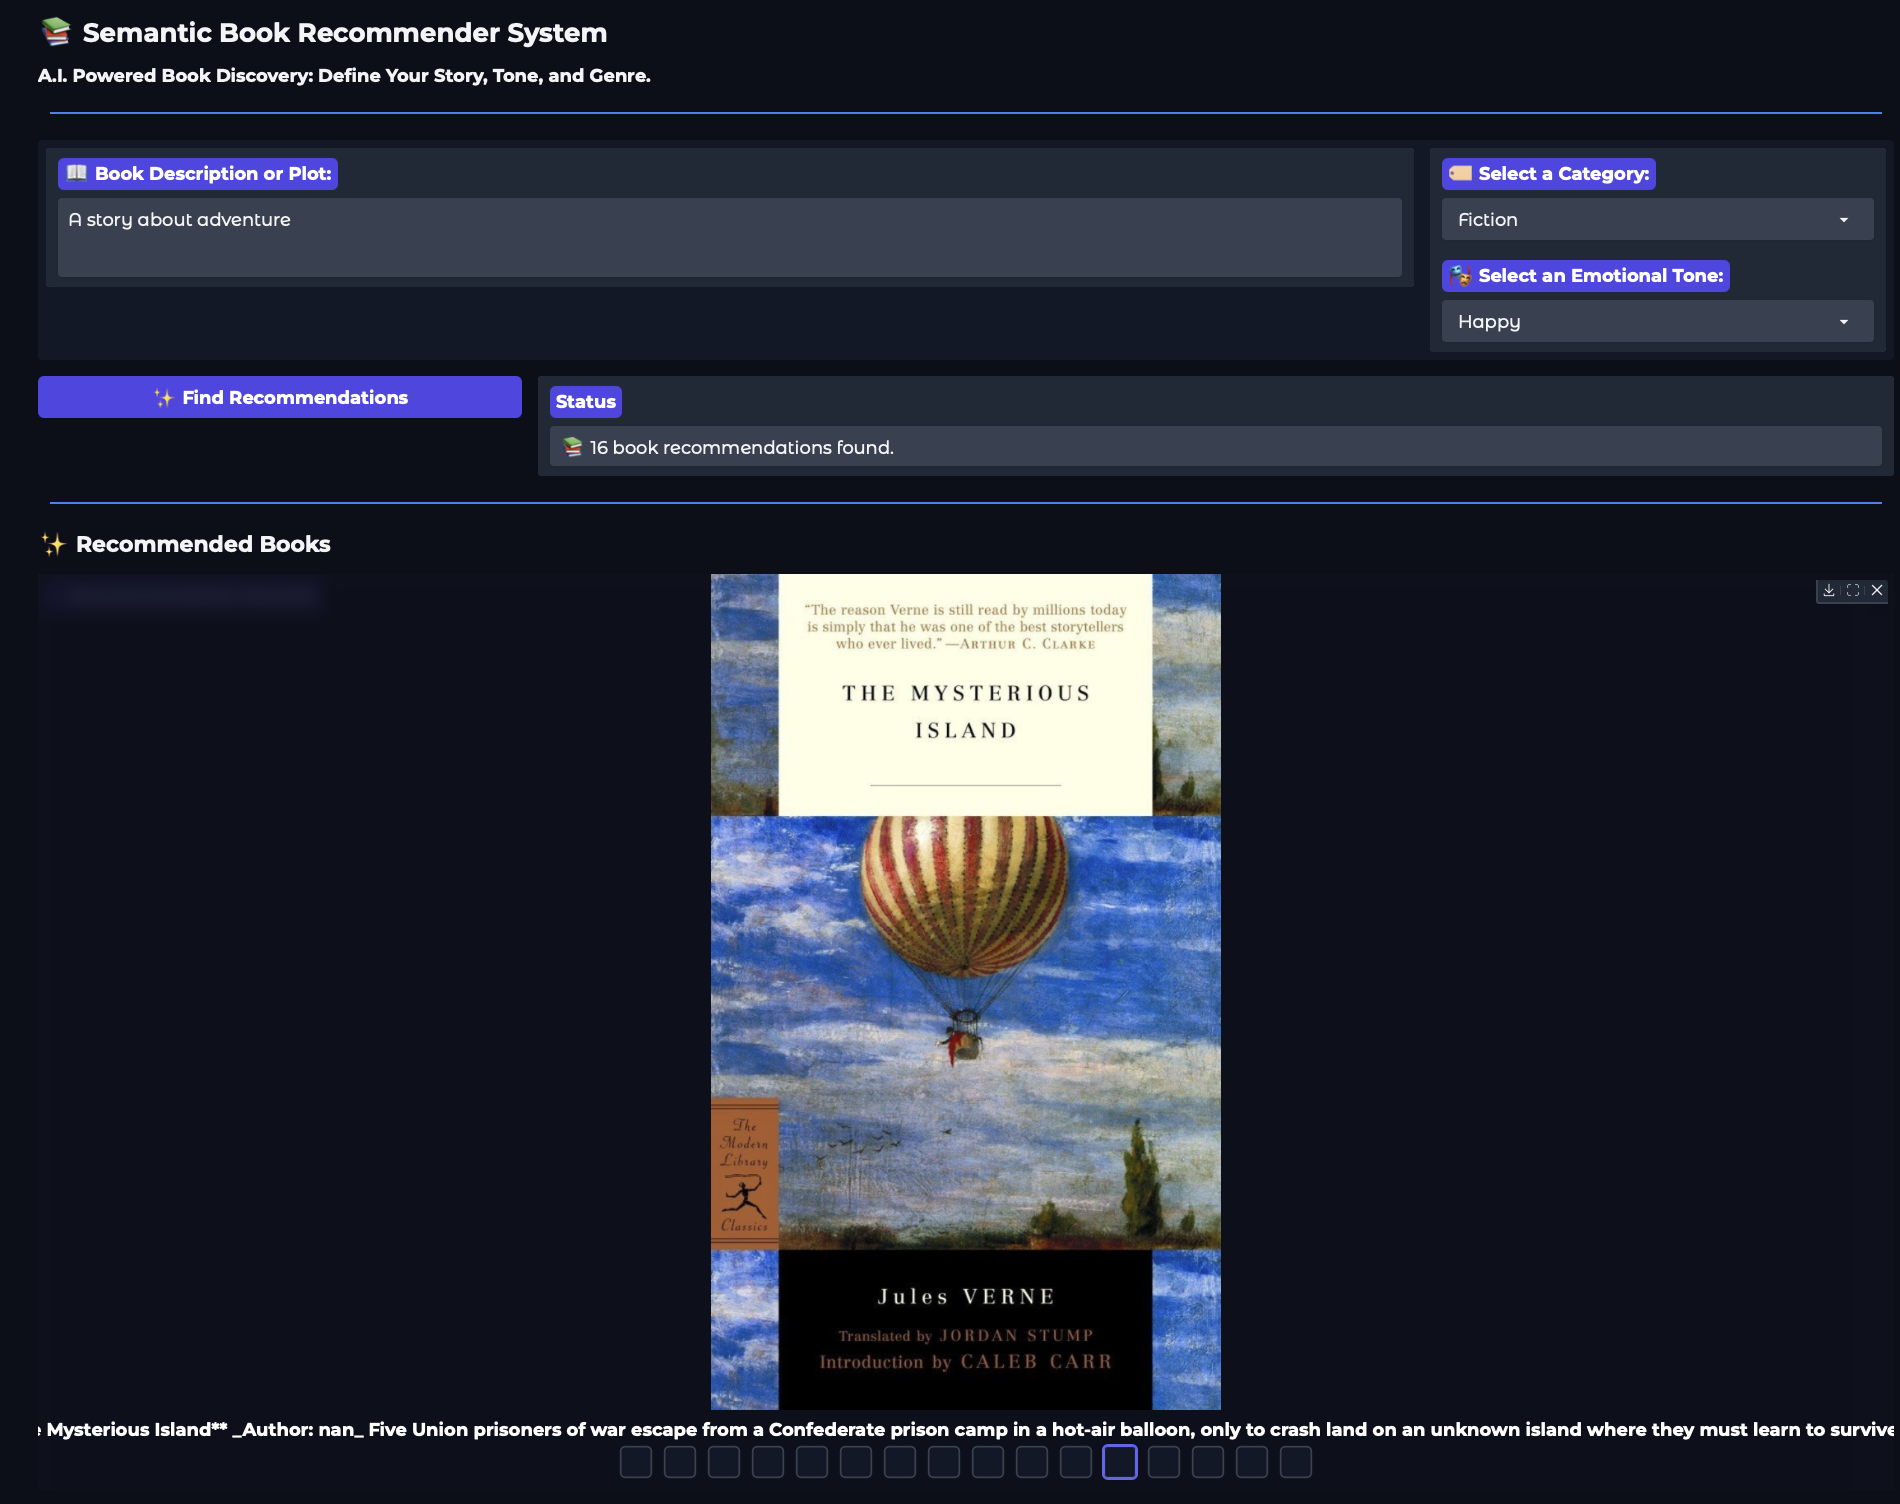 📚 Semantic Book Recommender System
A.I. Powered Book Discovery: Define Your Story, Tone, and Genre.
📖 Book Description or Plot:
A story about adventure
🏷️ Select a Category:
Fiction
🎭 Select an Emotional Tone:
Happy
✨ Find Recommendations
Status
📚 16 book recommendations found.
✨ Recommended Books
“The reason Verne is still read by millions today
is simply that he was one of the best storytellers
who ever lived.” —ARTHUR C. CLARKE
THE MYSTERIOUS
ISLAND
The
Modern
Library
Classics
Jules VERNE
Translated by JORDAN STUMP
Introduction by CALEB CARR
e Mysterious Island** _Author: nan_ Five Union prisoners of war escape from a Confederate prison camp in a hot-air balloon, only to crash land on an unknown island where they must learn to survive